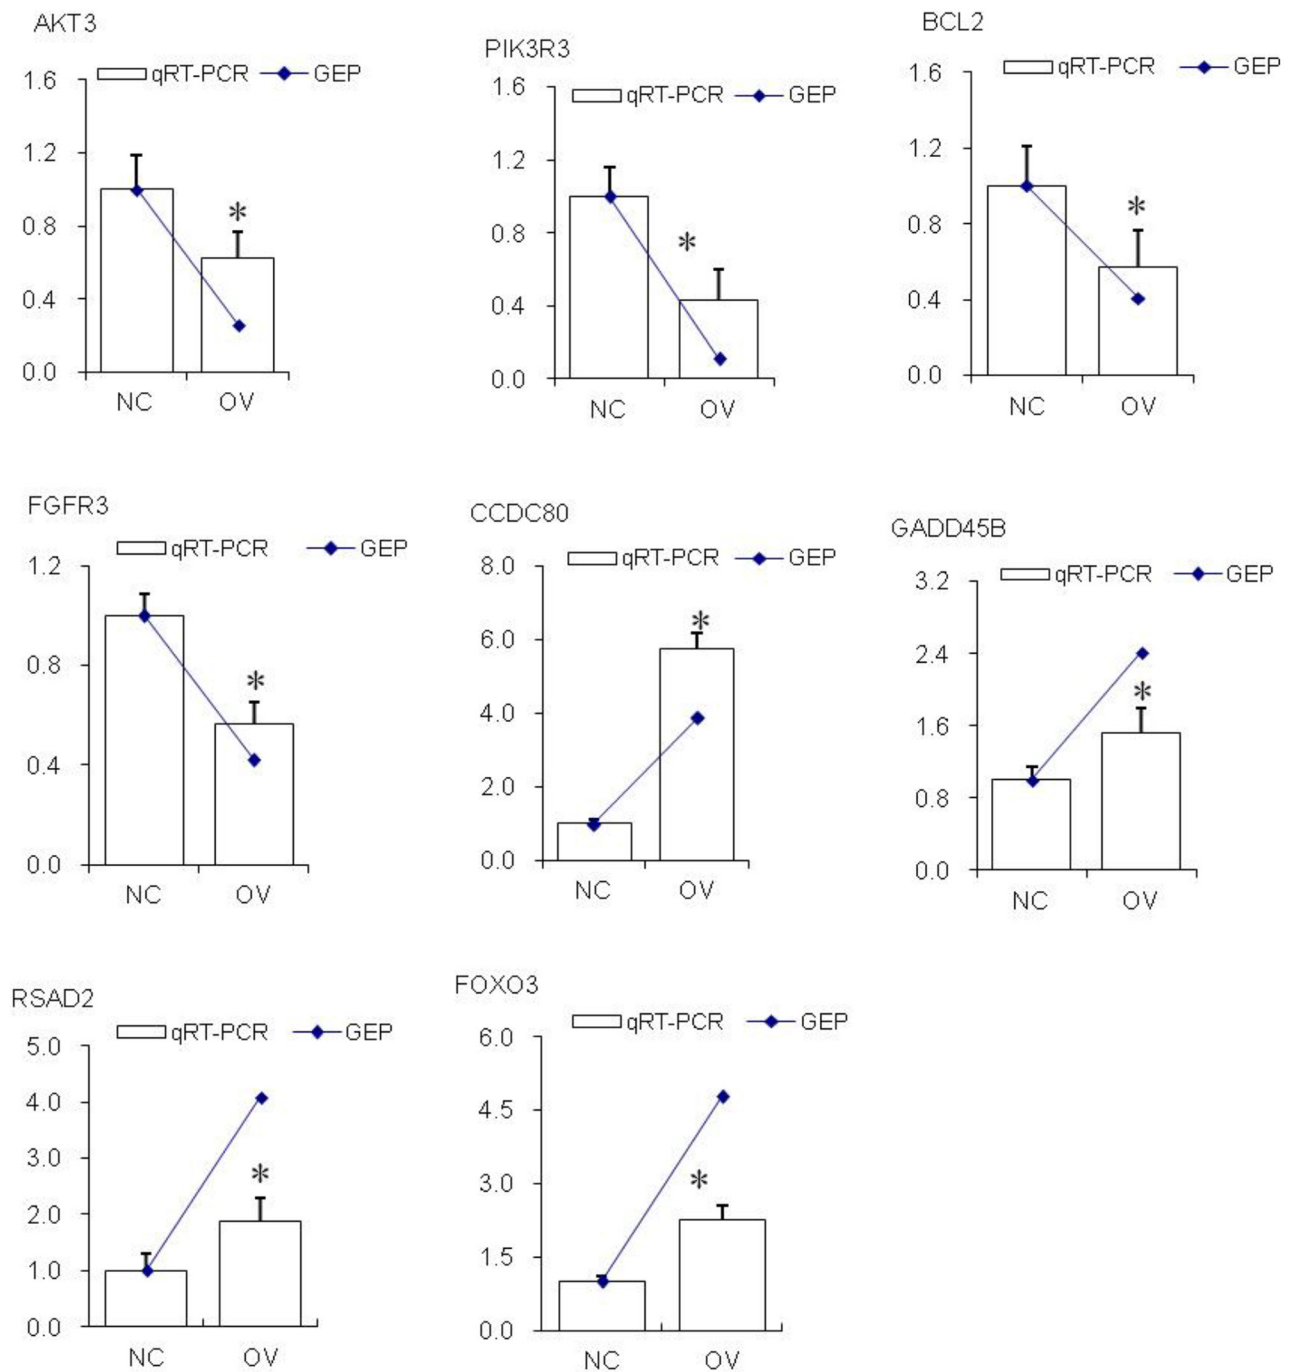 AKT3
qRT-PCR GEP
1.6
1.2
0.8
0.4
0.0
*
NC OV
PIK3R3
qRT-PCR GEP
1.6
1.2
0.8
0.4
0.0
*
NC OV
BCL2
qRT-PCR GEP
1.6
1.2
0.8
0.4
0.0
*
NC OV
FGFR3
qRT-PCR GEP
1.2
0.8
0.4
0.0
*
NC OV
CCDC80
qRT-PCR GEP
8.0
6.0
4.0
2.0
0.0
*
NC OV
GADD45B
qRT-PCR GEP
3.2
2.4
1.6
0.8
0.0
*
NC OV
RSAD2
qRT-PCR GEP
5.0
4.0
3.0
2.0
1.0
0.0
*
NC OV
FOXO3
qRT-PCR GEP
6.0
4.5
3.0
1.5
0.0
*
NC OV